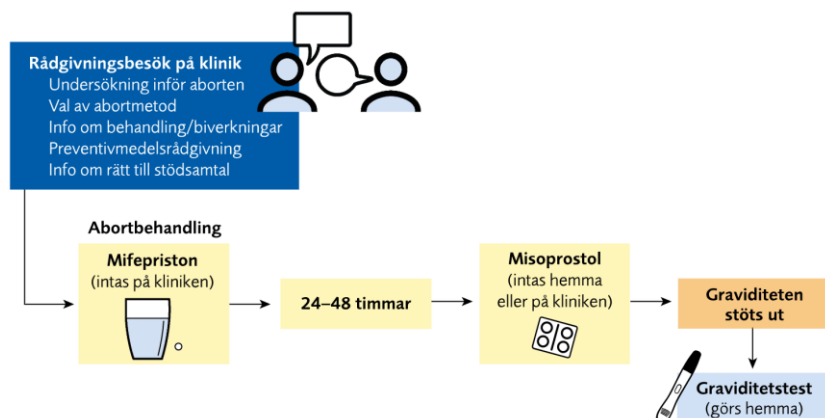 Rådgivningsbesök på klinik
Undersökning inför aborten
Val av abortmetod
Info om behandling/biverkningar
Preventivmedelsrådgivning
Info om rätt till stödsamtal
Abortbehandling
Mifepriston
(intas på kliniken)
24–48 timmar
Misoprostol
(intas hemma
eller på kliniken)
Graviditeten
stöts ut
Graviditetstest
(görs hemma)